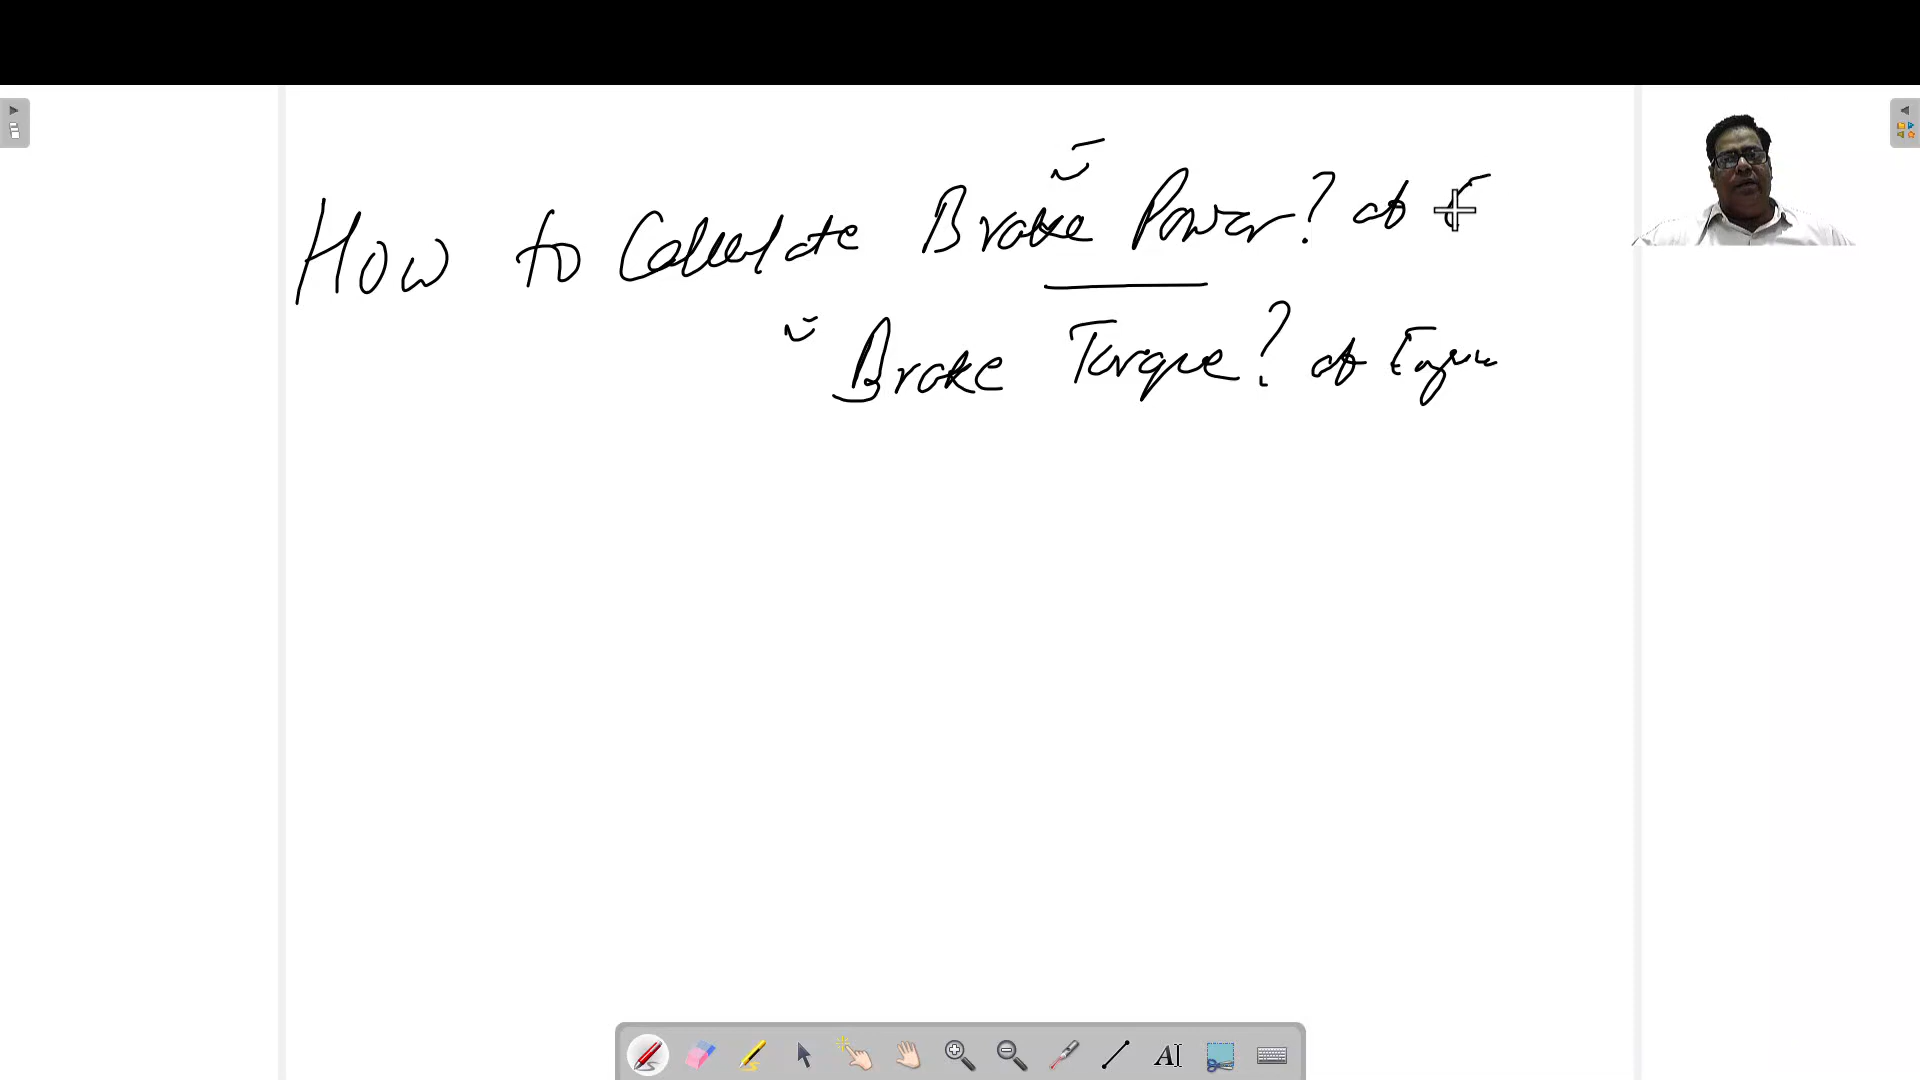 How to Calculate Brake Power? of
Brake Torque? of Engine